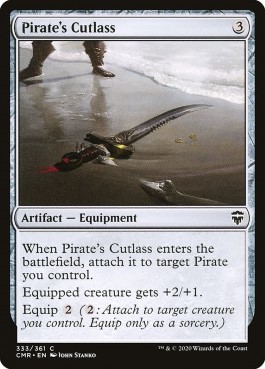 Pirate's Cutlass 3
Artifact — Equipment
When Pirate's Cutlass enters the
battlefield, attach it to target Pirate
you control.
Equipped creature gets +2/+1.
Equip 2 (2: Attach to target creature
you control. Equip only as a sorcery.)
333/361 C
CMR • EN John Stanko
™ & © 2020 Wizards of the Coast